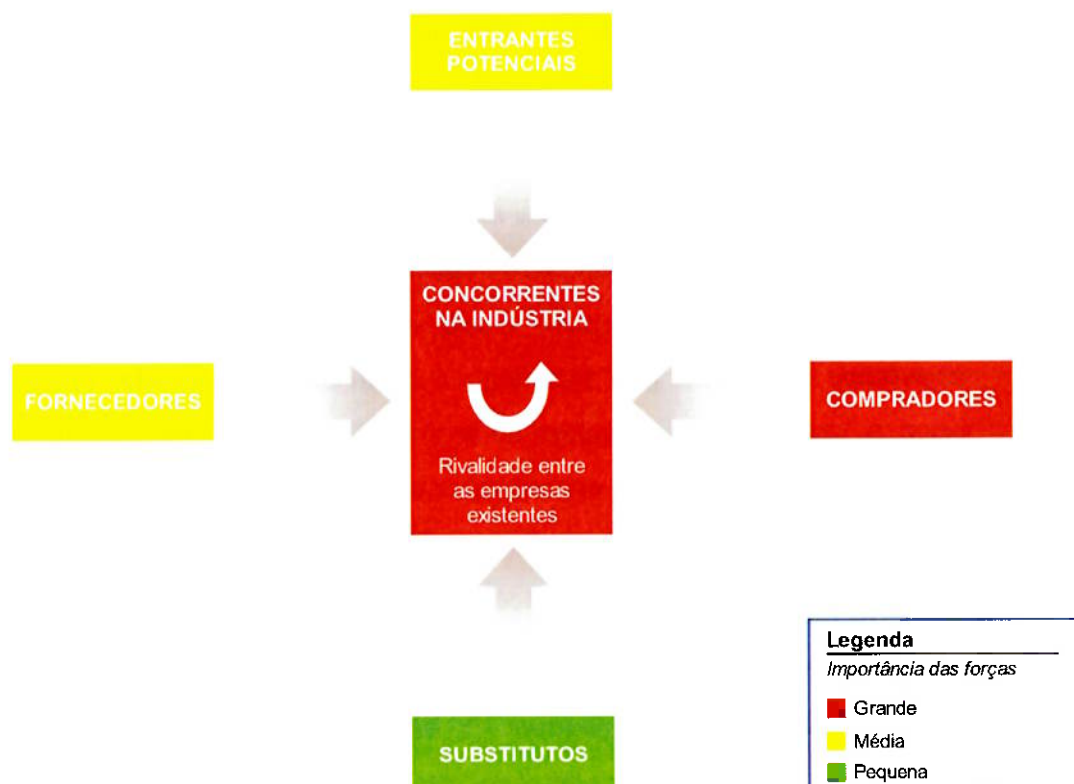 ENTRANTES
POTENCIAIS
CONCORRENTES
NA INDÚSTRIA
FORNECEDORES
COMPRADORES
Rivalidade entre
as empresas
existentes
SUBSTITUTOS
Legenda
Importância das forças
Grande
Média
Pequena